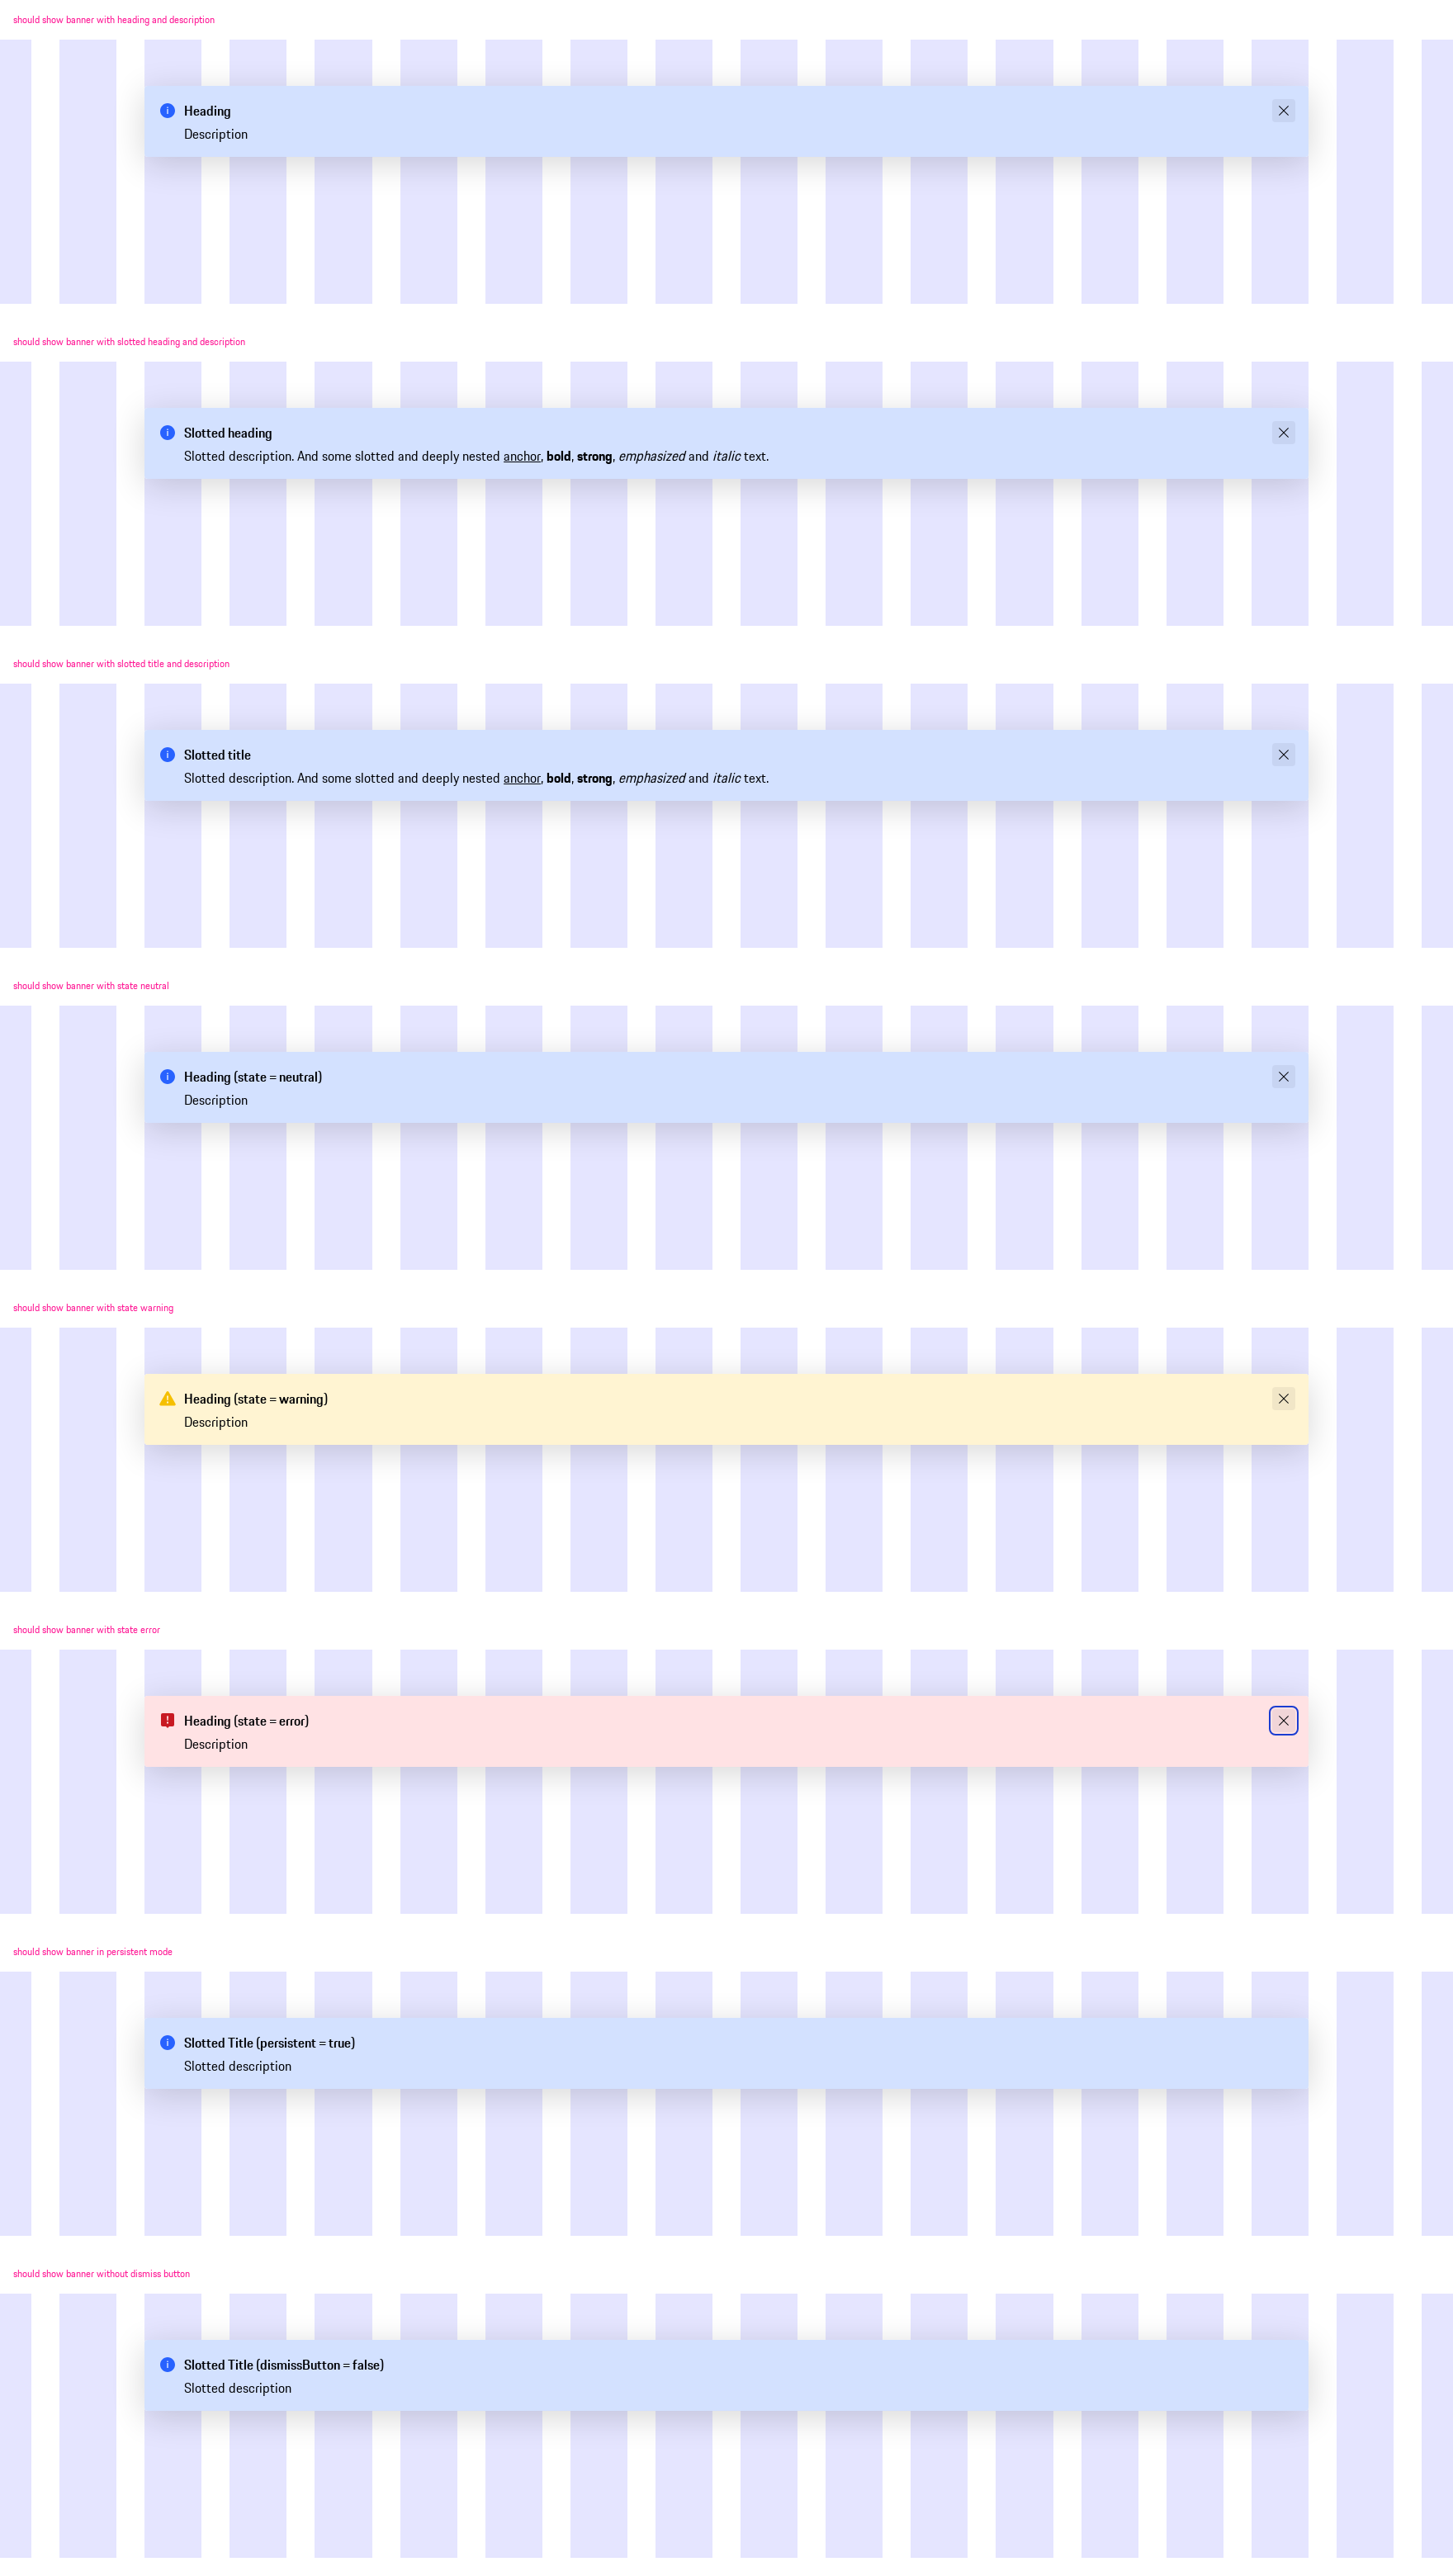 should show banner with heading and description
Heading
Description
should show banner with slotted heading and description
Slotted heading
Slotted description. And some slotted and deeply nested anchor, bold, strong, emphasized and italic text.
should show banner with slotted title and description
Slotted title
Slotted description. And some slotted and deeply nested anchor, bold, strong, emphasized and italic text.
should show banner with state neutral
Heading (state = neutral)
Description
should show banner with state warning
Heading (state = warning)
Description
should show banner with state error
Heading (state = error)
Description
should show banner in persistent mode
Slotted Title (persistent = true)
Slotted description
should show banner without dismiss button
Slotted Title (dismissButton = false)
Slotted description